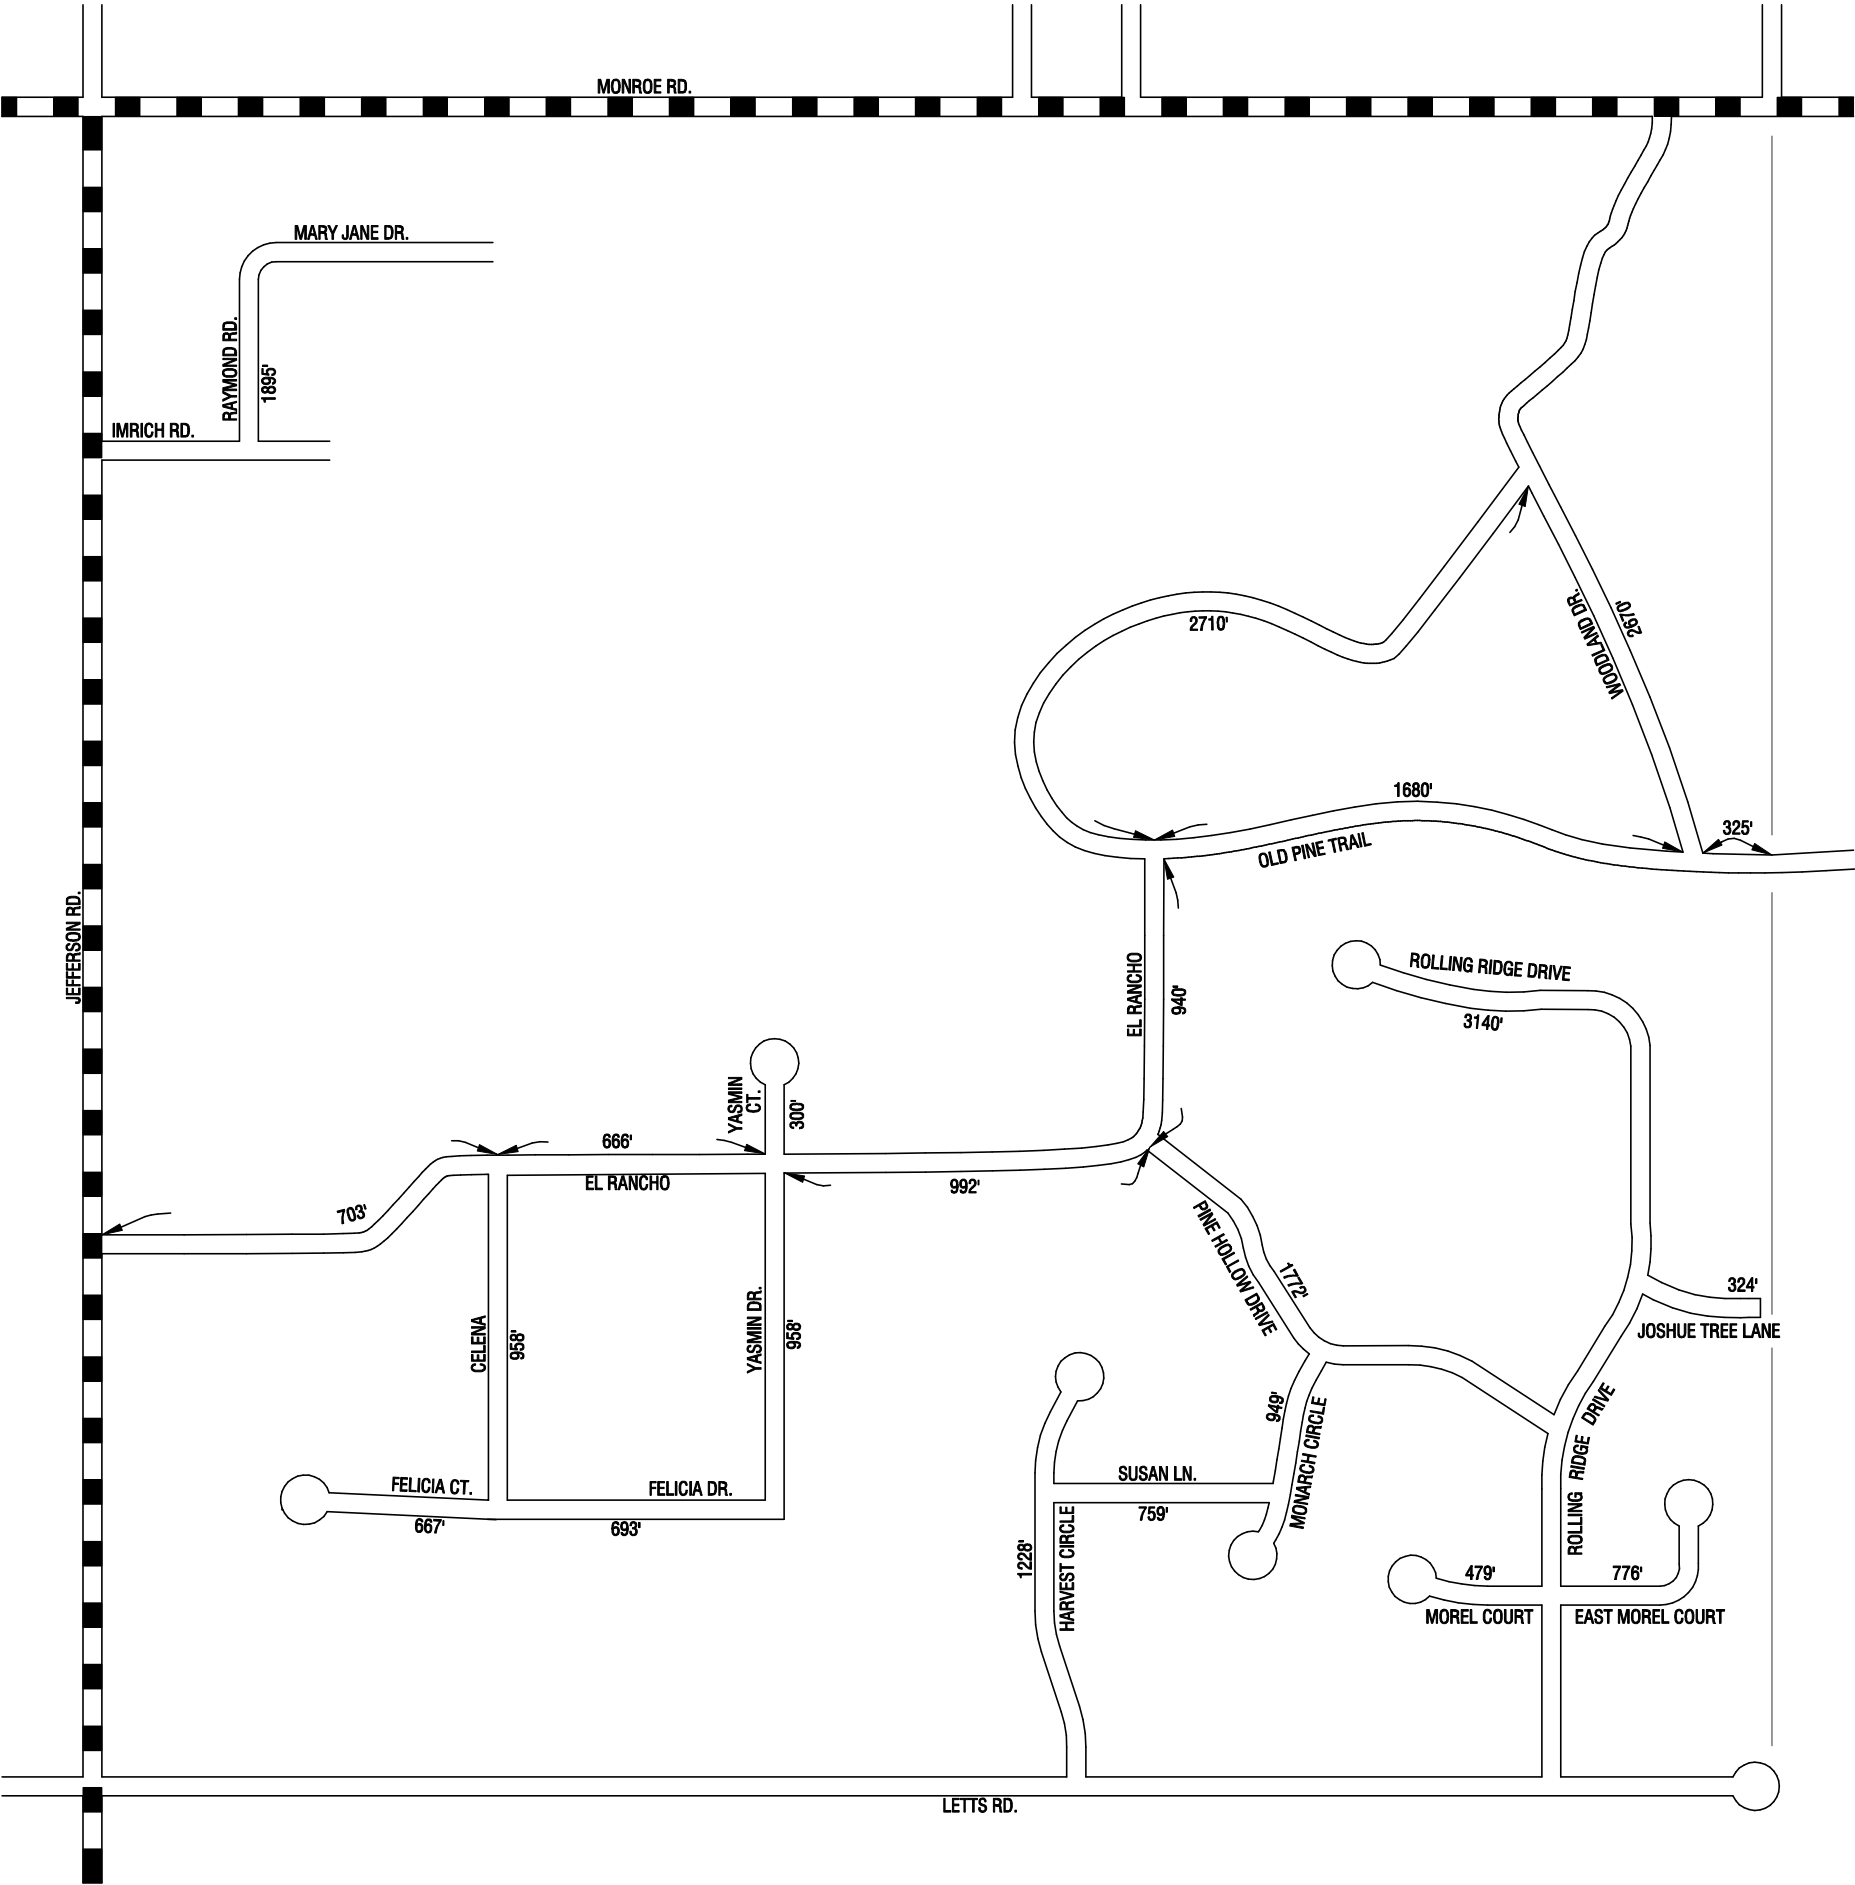 MONROE RD.
MARY JANE DR.
RAYMOND RD.
1895'
IMRICH RD.
WOODLAND DR.
2670'
2710'
1680'
325'
OLD PINE TRAIL
JEFFERSON RD.
EL RANCHO
940'
ROLLING RIDGE DRIVE
3140'
YASMIN
CT.
300'
666'
EL RANCHO
992'
703'
PINE HOLLOW DRIVE
1772'
324'
JOSHUE TREE LANE
CELENA
958'
YASMIN DR.
958'
949'
MONARCH CIRCLE
ROLLING RIDGE DRIVE
SUSAN LN.
759'
FELICIA CT.
667'
FELICIA DR.
693'
1228'
HARVEST CIRCLE
479'
776'
MOREL COURT
EAST MOREL COURT
LETTS RD.